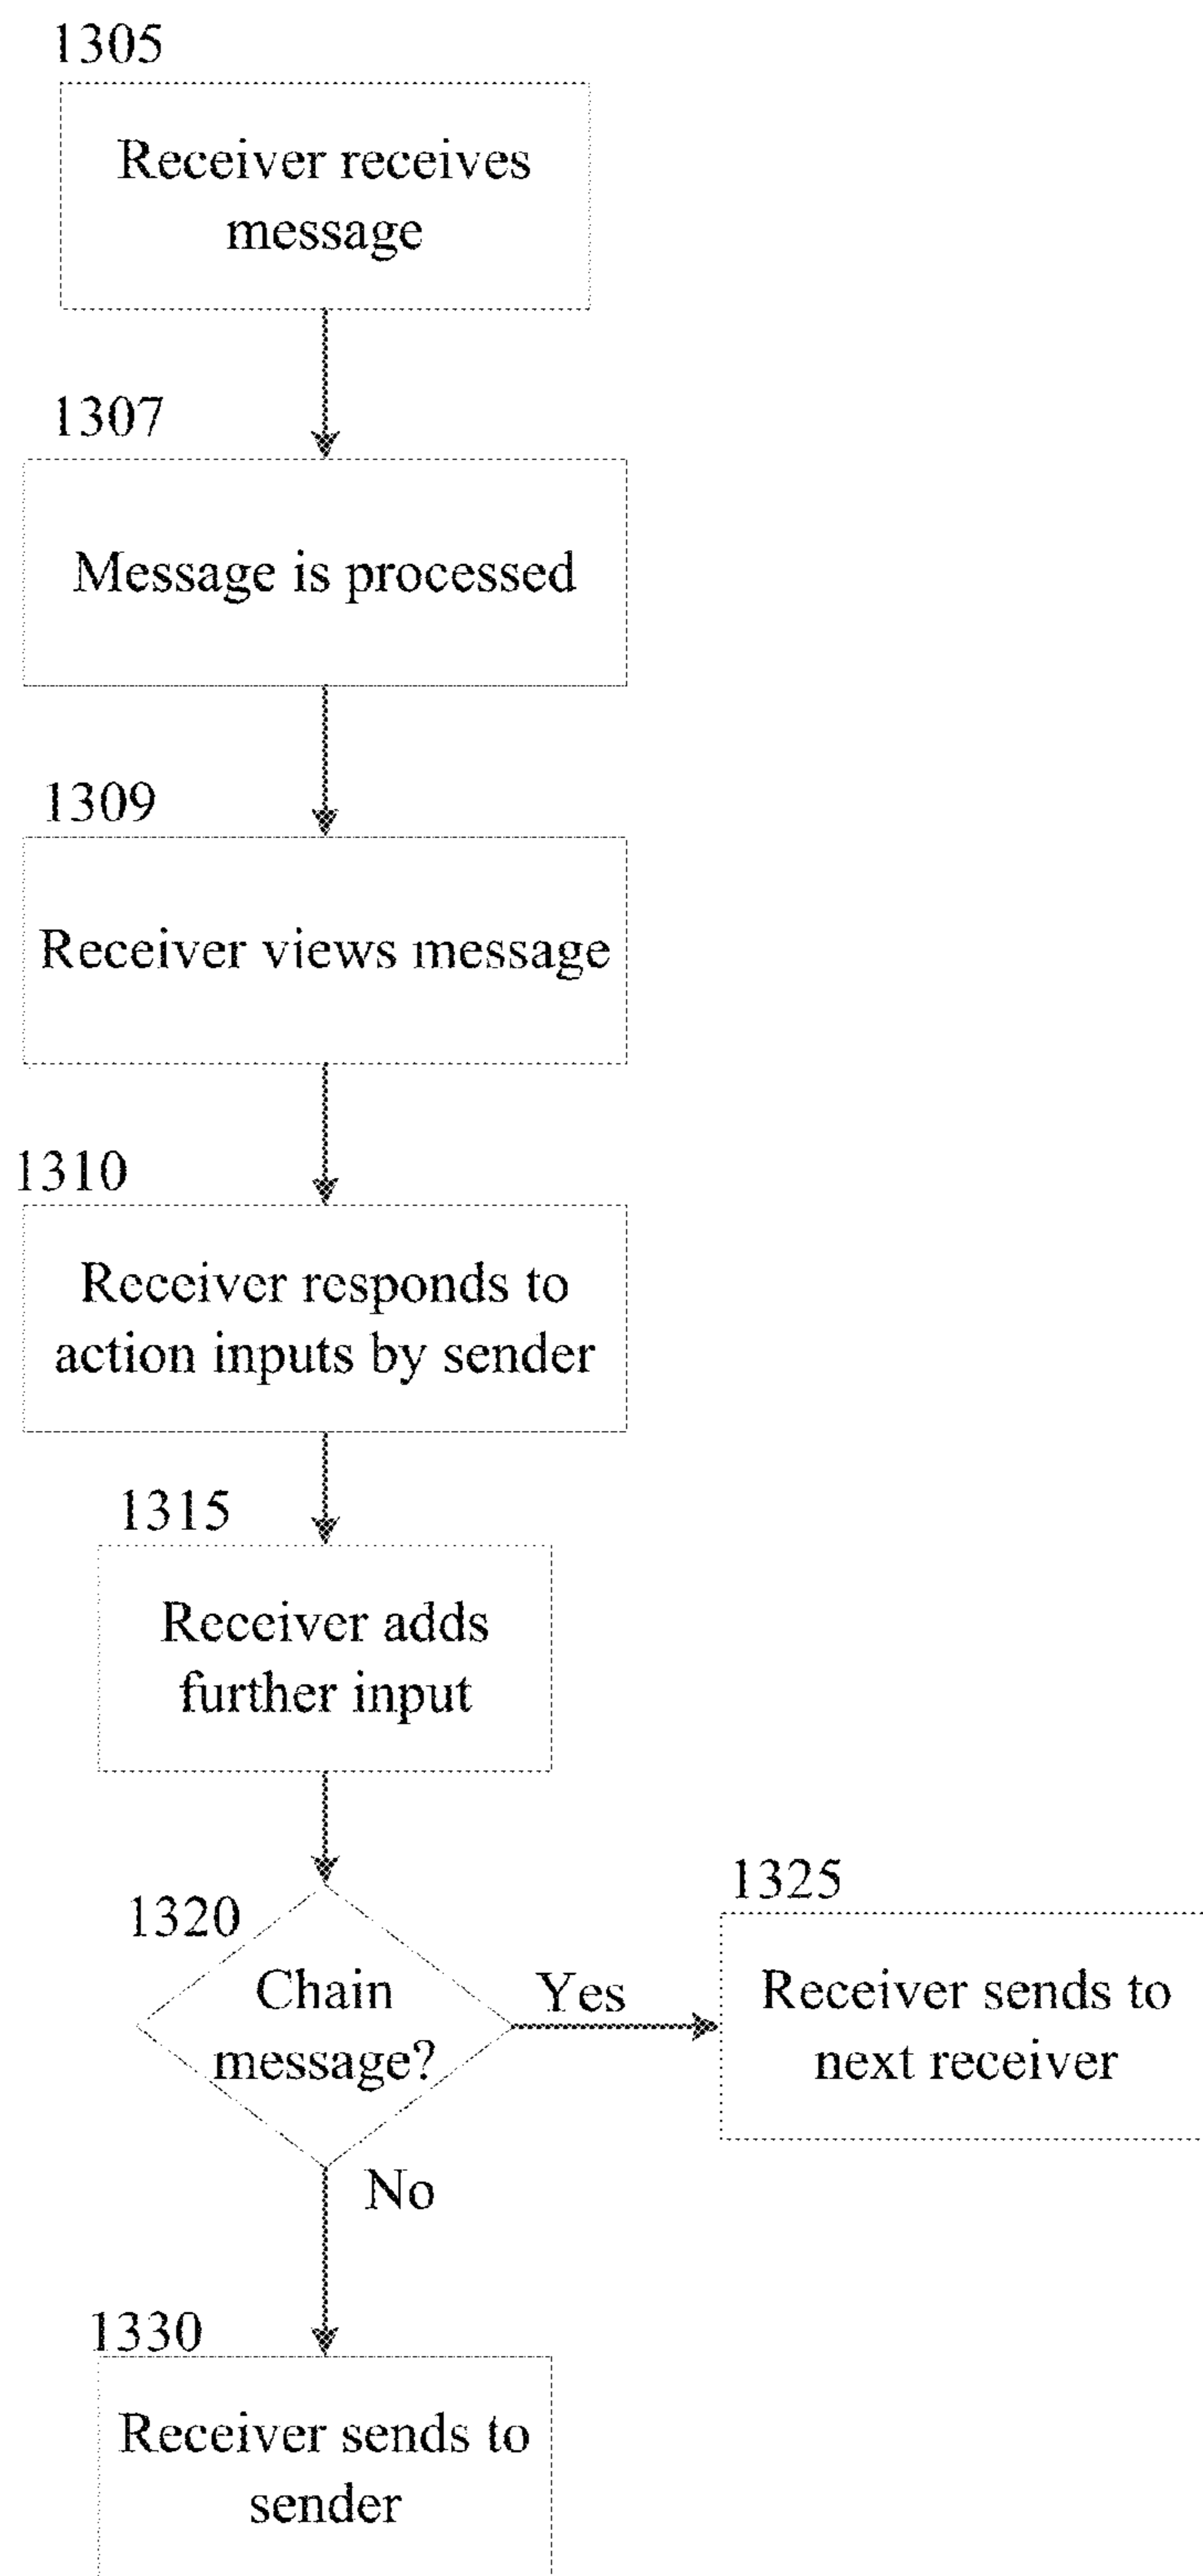 1305
Receiver receives
message
1307
Message is processed
1309
Receiver views message
1310
Receiver responds to
action inputs by sender
1315
Receiver adds
further input
1320
Chain
message?
Yes
1325
Receiver sends to
next receiver
No
1330
Receiver sends to
sender